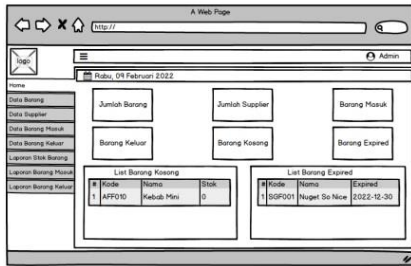 A Web Page
http://
logo
Admin
Rabu, 09 Februari 2022
Home
Data Barang
Data Supplier
Data Barang Masuk
Data Barang Keluar
Laporan Stok Barang
Laporan Barang Masuk
Laporan Barang Keluar
Jumlah Barang
Jumlah Supplier
Barang Masuk
Barang Keluar
Barang Kosong
Barang Expired
List Barang Kosong
# Kode Nama Stok
1 AFF010 Kebab Mini 0
List Barang Expired
# Kode Nama Expired
1 SGF001 Nuget So Nice 2022-12-30